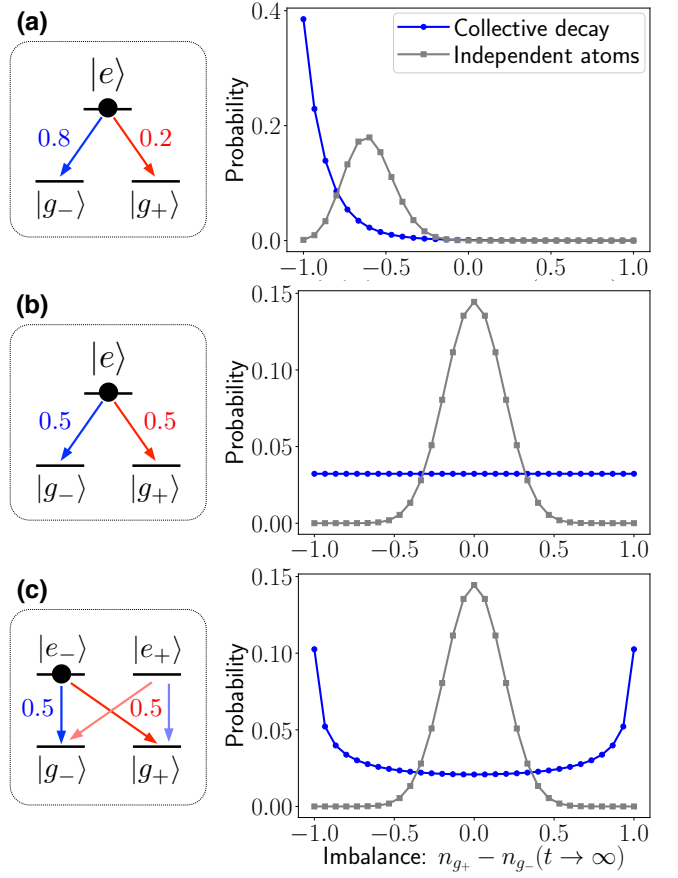 (a)
|e⟩
0.8
0.2
|g₋⟩
|g₊⟩
Probability
0.4
0.2
0.0
−1.0
−0.5
0.0
0.5
1.0
Collective decay
Independent atoms
(b)
|e⟩
0.5
0.5
|g₋⟩
|g₊⟩
Probability
0.15
0.10
0.05
0.00
−1.0
−0.5
0.0
0.5
1.0
(c)
|e₋⟩
|e₊⟩
0.5
0.5
|g₋⟩
|g₊⟩
Probability
0.15
0.10
0.05
0.00
−1.0
−0.5
0.0
0.5
1.0
Imbalance: n_{g₊} − n_{g₋}(t → ∞)